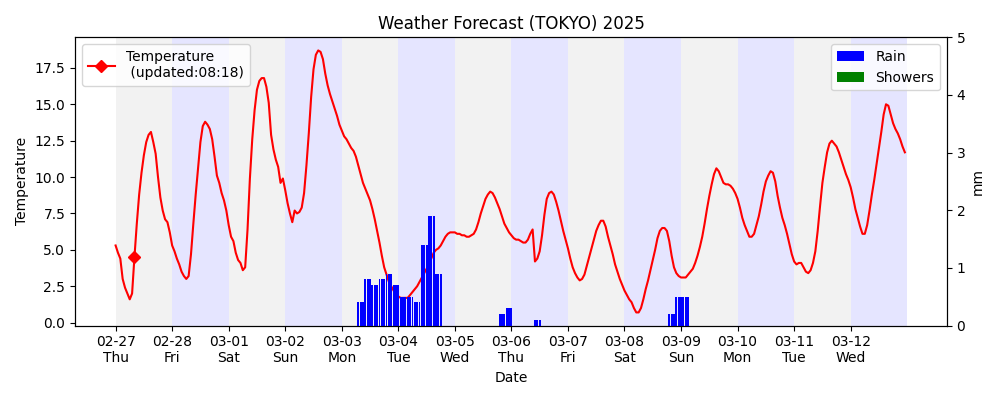 Weather Forecast (TOKYO) 2025
Temperature
(updated:08:18)
Rain
Showers
Temperature
17.5
15.0
12.5
10.0
7.5
5.0
2.5
0.0
5
4
3
2
1
0
mm
02-27 02-28 03-01 03-02 03-03 03-04 03-05 03-06 03-07 03-08 03-09 03-10 03-11 03-12
Thu Fri Sat Sun Mon Tue Wed Thu Fri Sat Sun Mon Tue Wed
Date